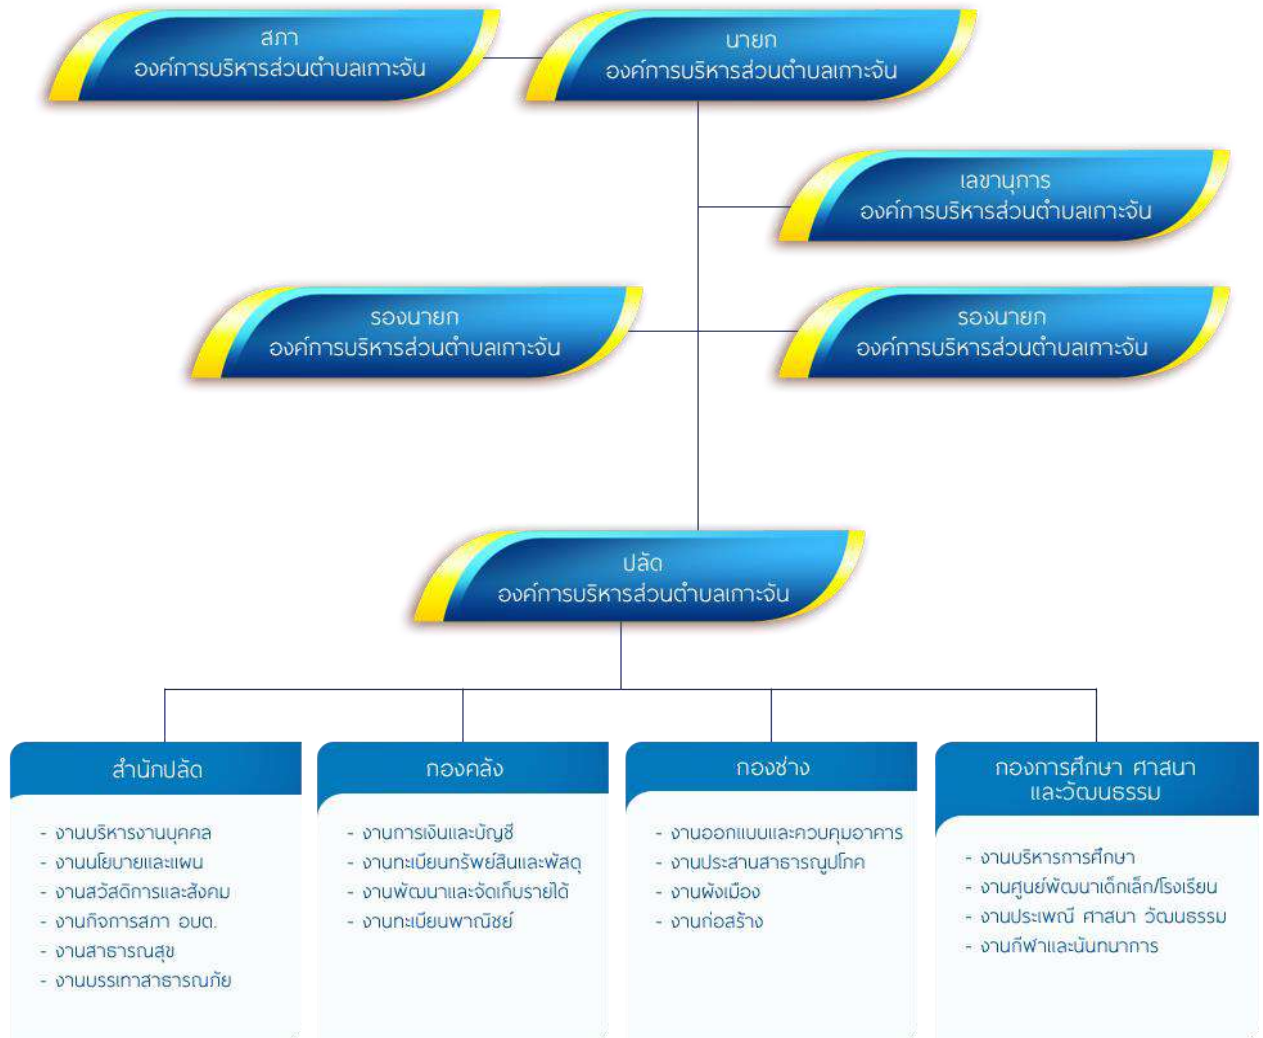 สภา
องค์การบริหารส่วนตำบลเกาะจัน
นายก
องค์การบริหารส่วนตำบลเกาะจัน
เลขานุการ
องค์การบริหารส่วนตำบลเกาะจัน
รองนายก
องค์การบริหารส่วนตำบลเกาะจัน
รองนายก
องค์การบริหารส่วนตำบลเกาะจัน
ปลัด
องค์การบริหารส่วนตำบลเกาะจัน
สำนักปลัด
- งานบริหารงานบุคคล
- งานนโยบายและแผน
- งานสวัสดิการและสังคม
- งานกิจการสภา อบต.
- งานสาธารณสุข
- งานบรรเทาสาธารณภัย
กองคลัง
- งานการเงินและบัญชี
- งานทะเบียนทรัพย์สินและพัสดุ
- งานพัฒนาและจัดเก็บรายได้
- งานทะเบียนพาณิชย์
กองช่าง
- งานออกแบบและควบคุมอาคาร
- งานประสานสาธารณูปโภค
- งานผังเมือง
- งานก่อสร้าง
กองการศึกษา ศาสนา
และวัฒนธรรม
- งานบริหารการศึกษา
- งานศูนย์พัฒนาเด็กเล็ก/โรงเรียน
- งานประเพณี ศาสนา วัฒนธรรม
- งานกีฬาและนันทนาการ